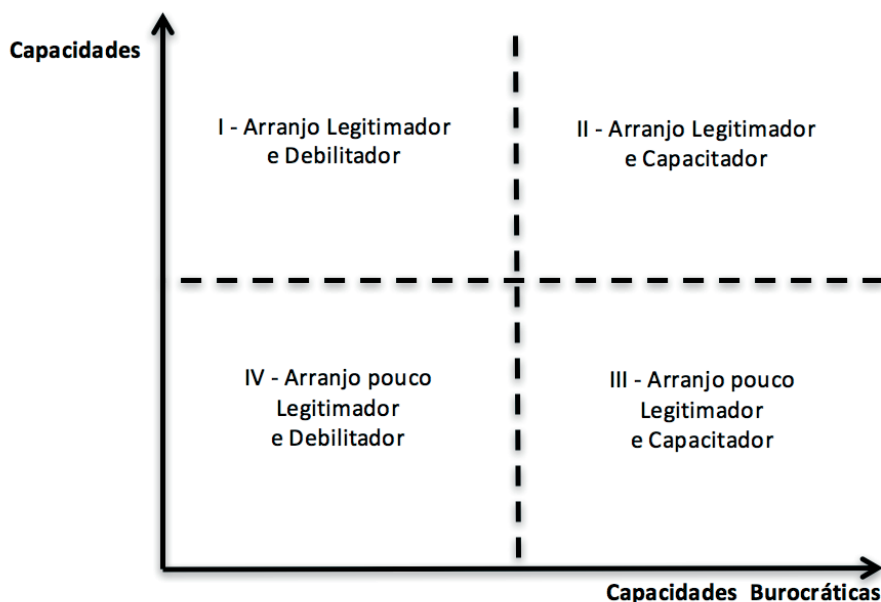 Capacidades
I - Arranjo Legitimador
e Debilitador
II - Arranjo Legitimador
e Capacitador
IV - Arranjo pouco
Legitimador
e Debilitador
III - Arranjo pouco
Legitimador
e Capacitador
Capacidades Burocráticas